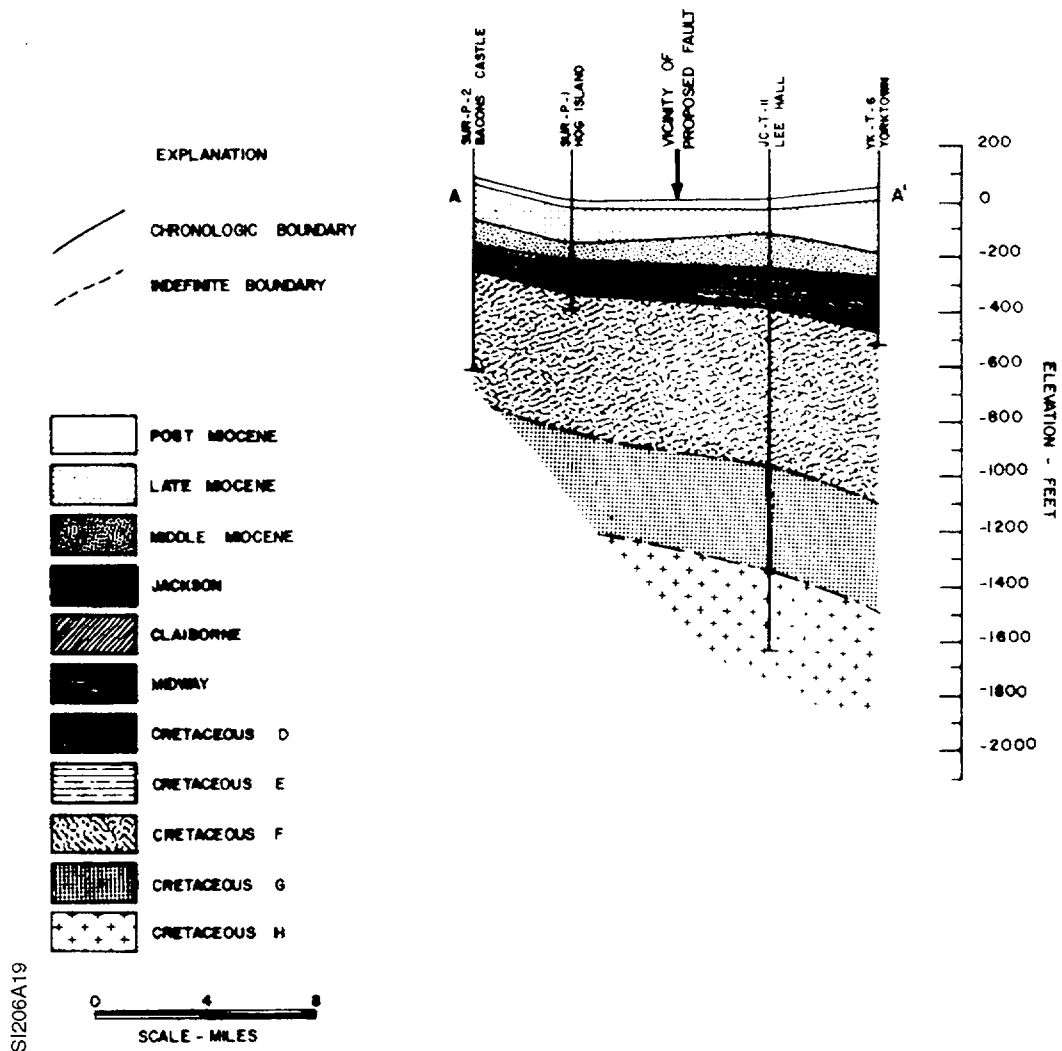 SUR-P-2
BACONS CASTLE
SUR-P-1
HOG ISLAND
VICINITY OF
PROPOSED FAULT
JC-T-11
LEE HALL
YK-T-6
YORKTOWN
EXPLANATION
CHRONOLOGIC BOUNDARY
INDEFINITE BOUNDARY
A
A'
200
0
-200
-400
-600
-800
-1000
-1200
-1400
-1600
-1800
-2000
ELEVATION - FEET
POST MIOCENE
LATE MIOCENE
MIDDLE MIOCENE
JACKSON
CLAIBORNE
MIDWAY
CRETACEOUS D
CRETACEOUS E
CRETACEOUS F
CRETACEOUS G
CRETACEOUS H
0 4 8
SCALE - MILES
SI206A19